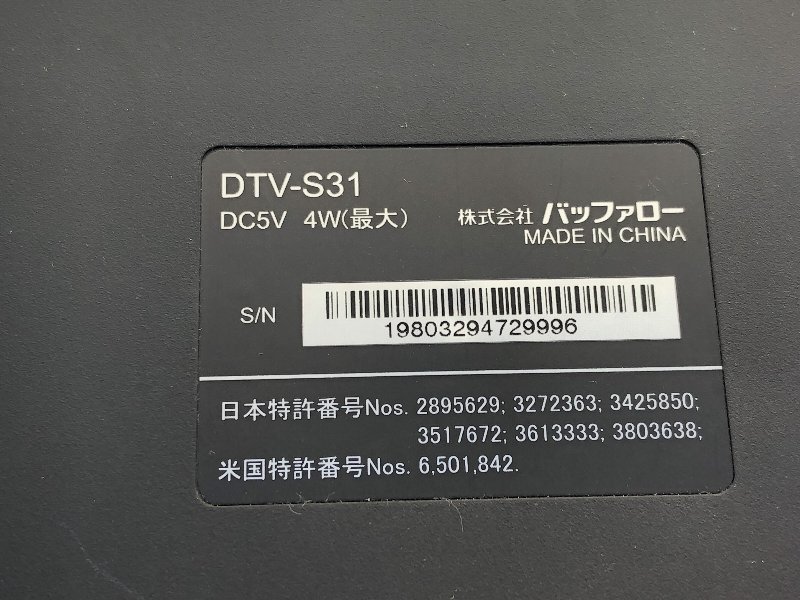 DTV-S31
DC5V 4W(最大) 株式会社 バッファロー
MADE IN CHINA
S/N 19803294729996
日本特許番号Nos. 2895629; 3272363; 3425850;
3517672; 3613333; 3803638;
米国特許番号Nos. 6,501,842.